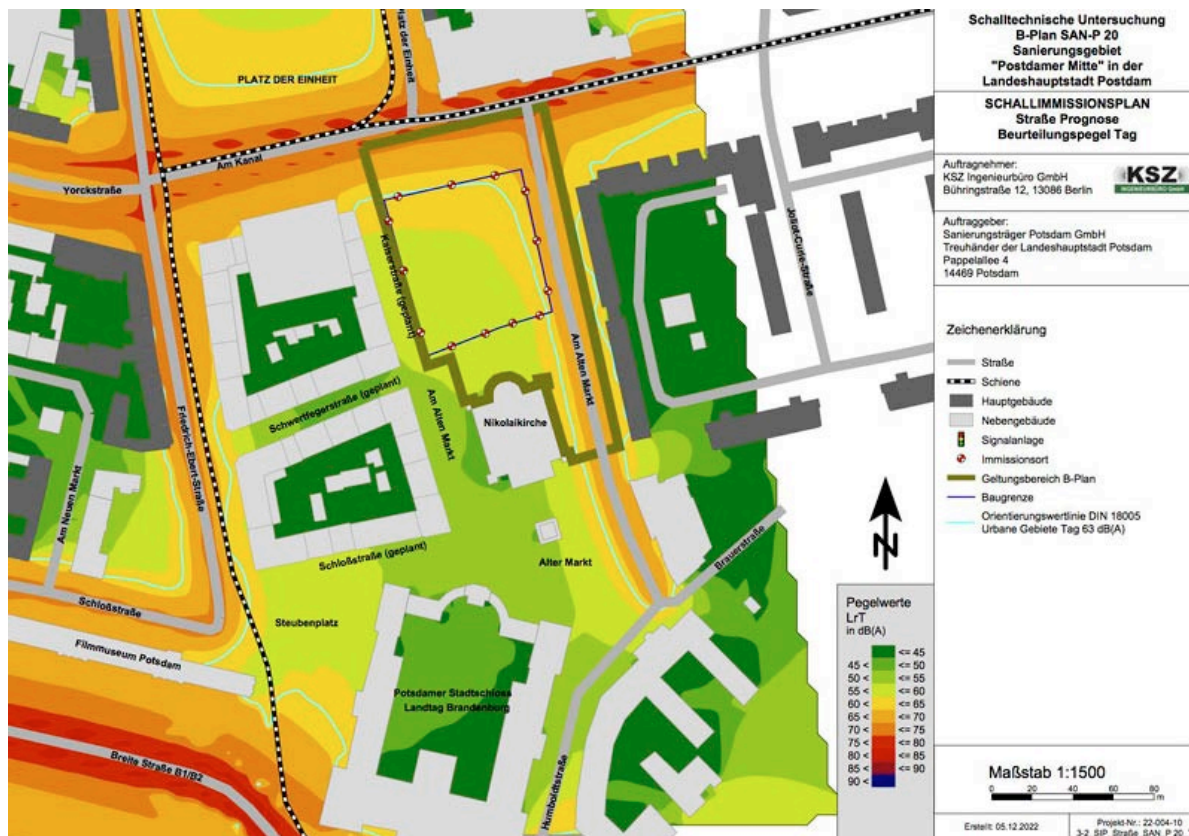 Platz der Einheit
PLATZ DER EINHEIT
Am Kanal
Yorckstraße
Kaiserstraße (geplant)
Joliot-Curie-Straße
Am Alten Markt
Schwertfegerstraße (geplant)
Am Alten Markt
Nikolaikirche
Friedrich-Ebert-Straße
Am Neuen Markt
Schloßstraße (geplant)
Alter Markt
Brauerstraße
Schloßstraße
Steubenplatz
Filmmuseum Potsdam
Potsdamer Stadtschloss
Landtag Brandenburg
Breite Straße B1/B2
Humboldtstraße
N
Pegelwerte
LrT
in dB(A)
<= 45
45 < <= 50
50 < <= 55
55 < <= 60
60 < <= 65
65 < <= 70
70 < <= 75
75 < <= 80
80 < <= 85
85 < <= 90
90 <
Schalltechnische Untersuchung
B-Plan SAN-P 20
Sanierungsgebiet
"Postdamer Mitte" in der
Landeshauptstadt Postdam
SCHALLIMMISSIONSPLAN
Straße Prognose
Beurteilungspegel Tag
Auftragnehmer:
KSZ Ingenieurbüro GmbH
Bühringstraße 12, 13086 Berlin
KSZ
INGENIEURBÜRO GmbH
Auftraggeber:
Sanierungsträger Potsdam GmbH
Treuhänder der Landeshauptstadt Potsdam
Pappelallee 4
14469 Potsdam
Zeichenerklärung
Straße
Schiene
Hauptgebäude
Nebengebäude
Signalanlage
Immissionsort
Geltungsbereich B-Plan
Baugrenze
Orientierungswertlinie DIN 18005
Urbane Gebiete Tag 63 dB(A)
Maßstab 1:1500
0 20 40 60 80
m
Erstellt: 05.12.2022
Projekt-Nr.: 22-004-10
3-2_SIP_Straße_SAN_P 20